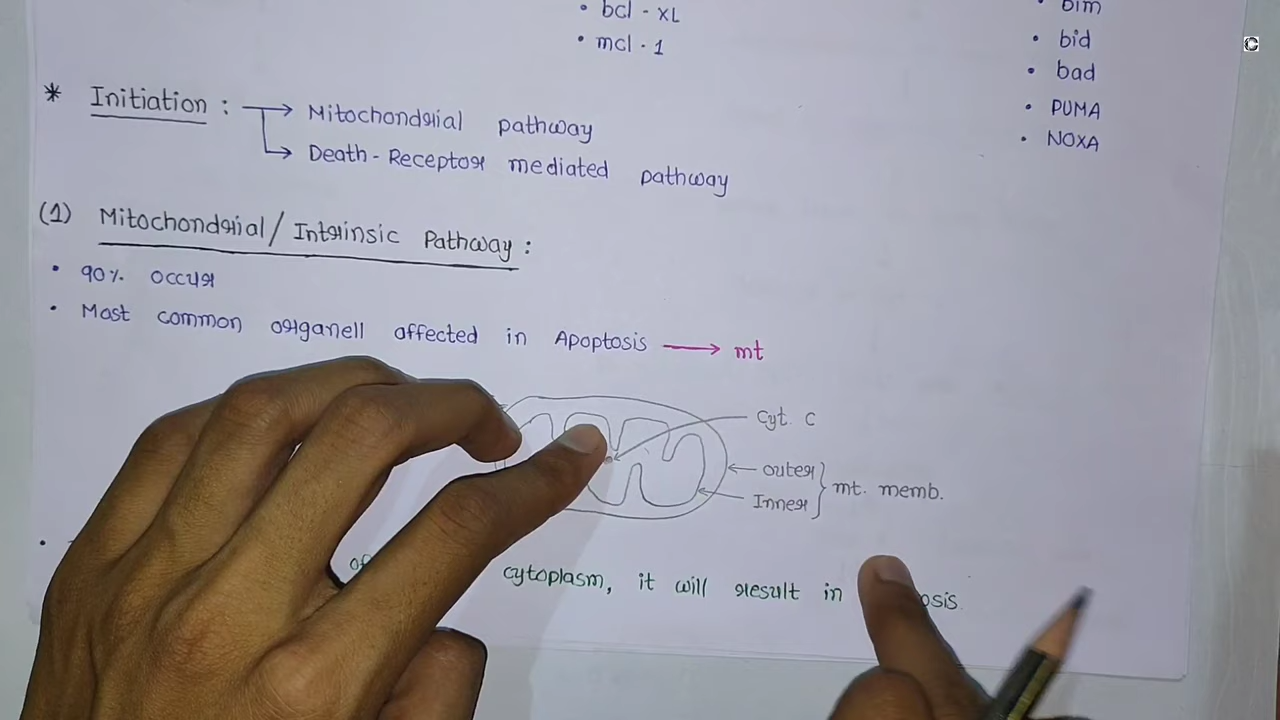 • bcl - XL
• mcl - 1
• bim
• bid
• bad
• PUMA
• NOXA
* Initiation : → Mitochondrial pathway
→ Death - Receptor mediated pathway
(1) Mitochondrial / Intrinsic Pathway :
• 90% occur
• Most common organell affected in Apoptosis → mt
Cyt. C
outer
Inner
mt. memb.
cytoplasm, it will result in